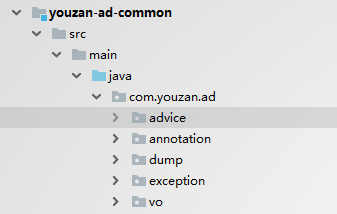 youzan-ad-common
src
main
java
com.youzan.ad
advice
annotation
dump
exception
vo